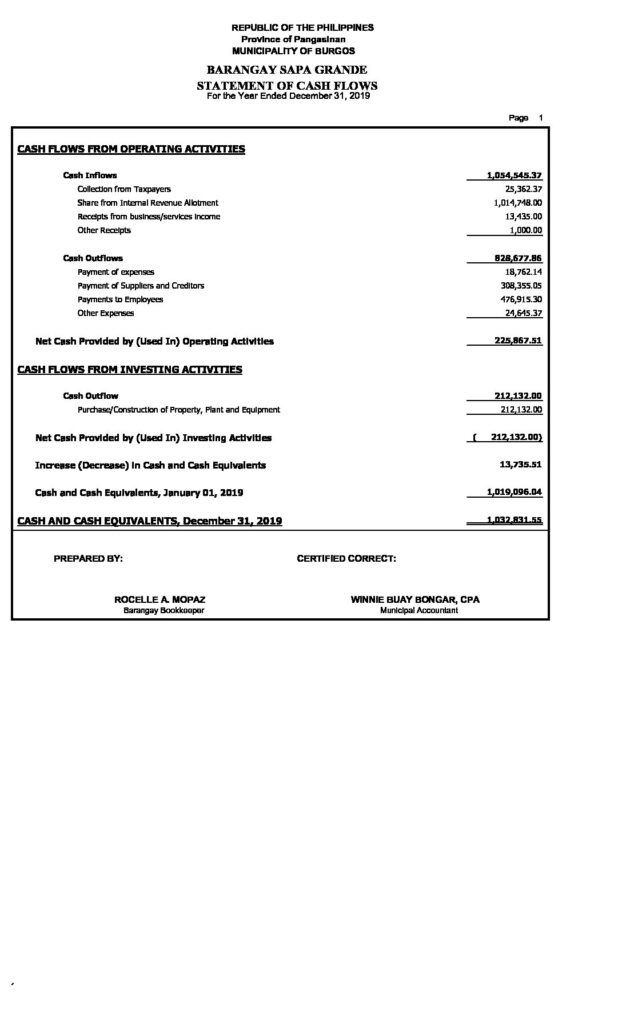 REPUBLIC OF THE PHILIPPINES
Province of Pangasinan
MUNICIPALITY OF BURGOS
BARANGAY SAPA GRANDE
STATEMENT OF CASH FLOWS
For the Year Ended December 31, 2019
Page 1
CASH FLOWS FROM OPERATING ACTIVITIES
Cash Inflows 1,054,545.37
Collection from Taxpayers 25,362.37
Share from Internal Revenue Allotment 1,014,748.00
Receipts from business/services income 13,435.00
Other Receipts 1,000.00
Cash Outflows 828,677.86
Payment of expenses 18,762.14
Payment of Suppliers and Creditors 308,355.05
Payments to Employees 476,915.30
Other Expenses 24,645.37
Net Cash Provided by (Used In) Operating Activities 225,867.51
CASH FLOWS FROM INVESTING ACTIVITIES
Cash Outflow 212,132.00
Purchase/Construction of Property, Plant and Equipment 212,132.00
Net Cash Provided by (Used In) Investing Activities ( 212,132.00)
Increase (Decrease) in Cash and Cash Equivalents 13,735.51
Cash and Cash Equivalents, January 01, 2019 1,019,096.04
CASH AND CASH EQUIVALENTS, December 31, 2019 1,032,831.55
PREPARED BY: CERTIFIED CORRECT:
ROCELLE A. MOPAZ WINNIE BUAY BONGAR, CPA
Barangay Bookkeeper Municipal Accountant